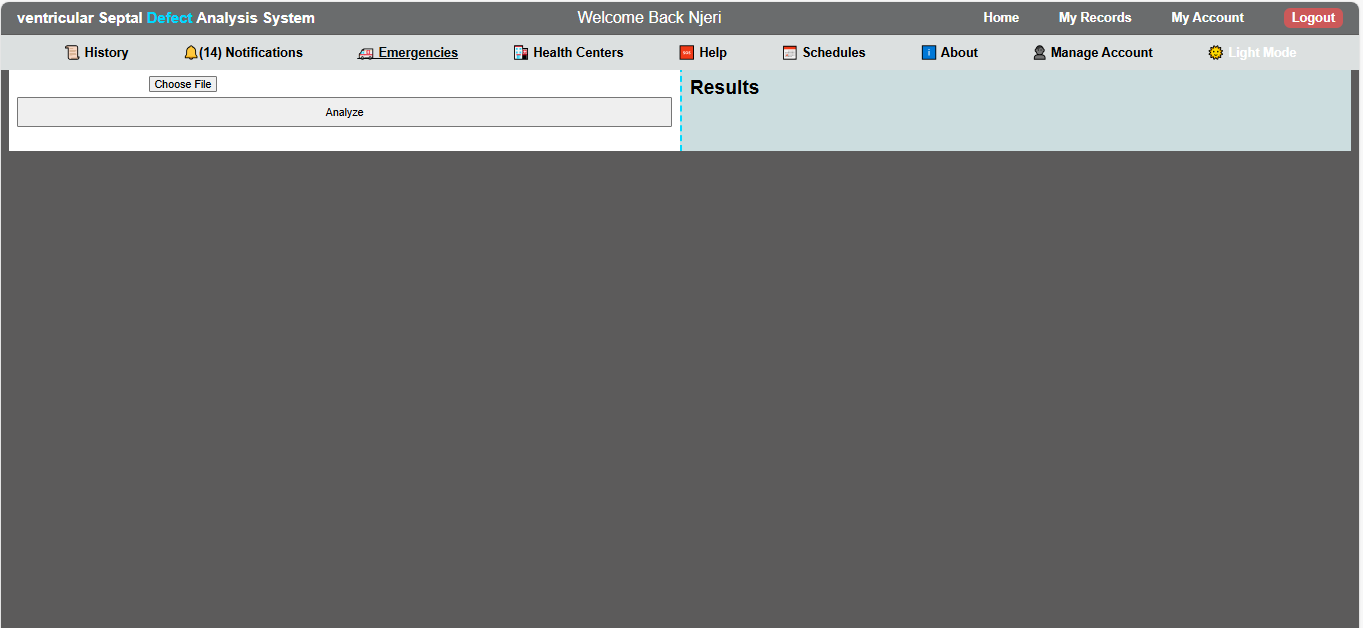 ventricular Septal Defect Analysis System
Welcome Back Njeri
Home
My Records
My Account
Logout
History
(14) Notifications
Emergencies
Health Centers
Help
Schedules
About
Manage Account
Light Mode
Choose File
Analyze
Results